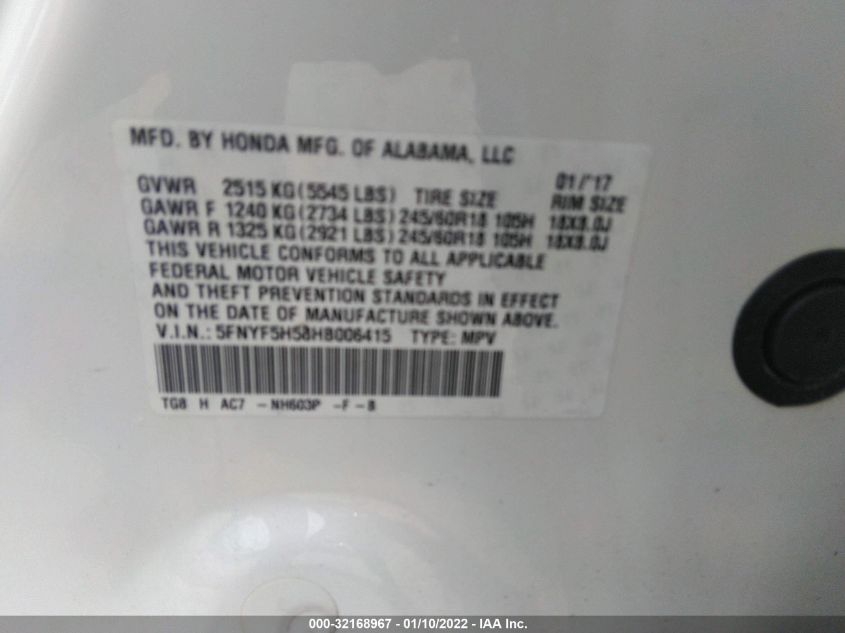 MFD. BY HONDA MFG. OF ALABAMA, LLC
01/'17
GVWR 2515 KG (5545 LBS) TIRE SIZE RIM SIZE
GAWR F 1240 KG (2734 LBS) 245/60R18 105H 18X8.0J
GAWR R 1325 KG (2921 LBS) 245/60R18 105H 18X8.0J
THIS VEHICLE CONFORMS TO ALL APPLICABLE
FEDERAL MOTOR VEHICLE SAFETY
AND THEFT PREVENTION STANDARDS IN EFFECT
ON THE DATE OF MANUFACTURE SHOWN ABOVE.
V.I.N.: 5FNYF5H58HB006415 TYPE: MPV
TG8 H AC7 -NH603P -F-B
000-32168967 - 01/10/2022 - IAA Inc.